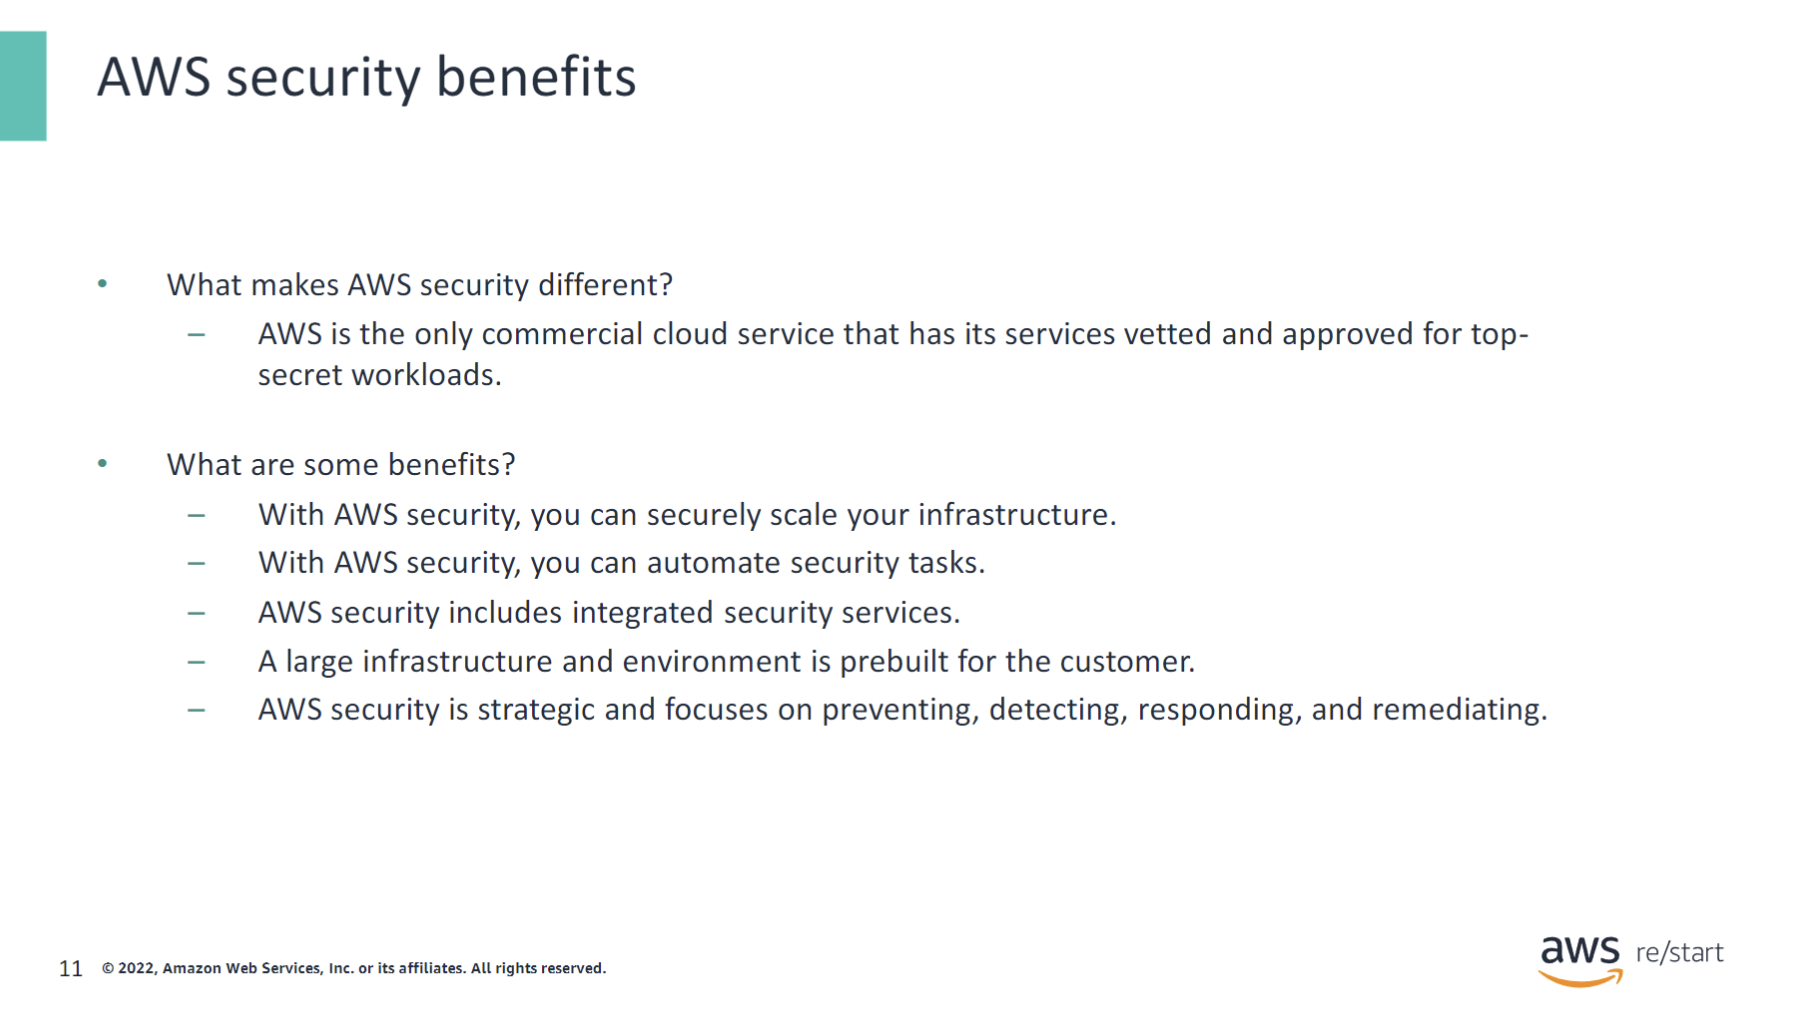 AWS security benefits
• What makes AWS security different?
– AWS is the only commercial cloud service that has its services vetted and approved for top-
secret workloads.
• What are some benefits?
– With AWS security, you can securely scale your infrastructure.
– With AWS security, you can automate security tasks.
– AWS security includes integrated security services.
– A large infrastructure and environment is prebuilt for the customer.
– AWS security is strategic and focuses on preventing, detecting, responding, and remediating.
11 © 2022, Amazon Web Services, Inc. or its affiliates. All rights reserved.
aws re/start